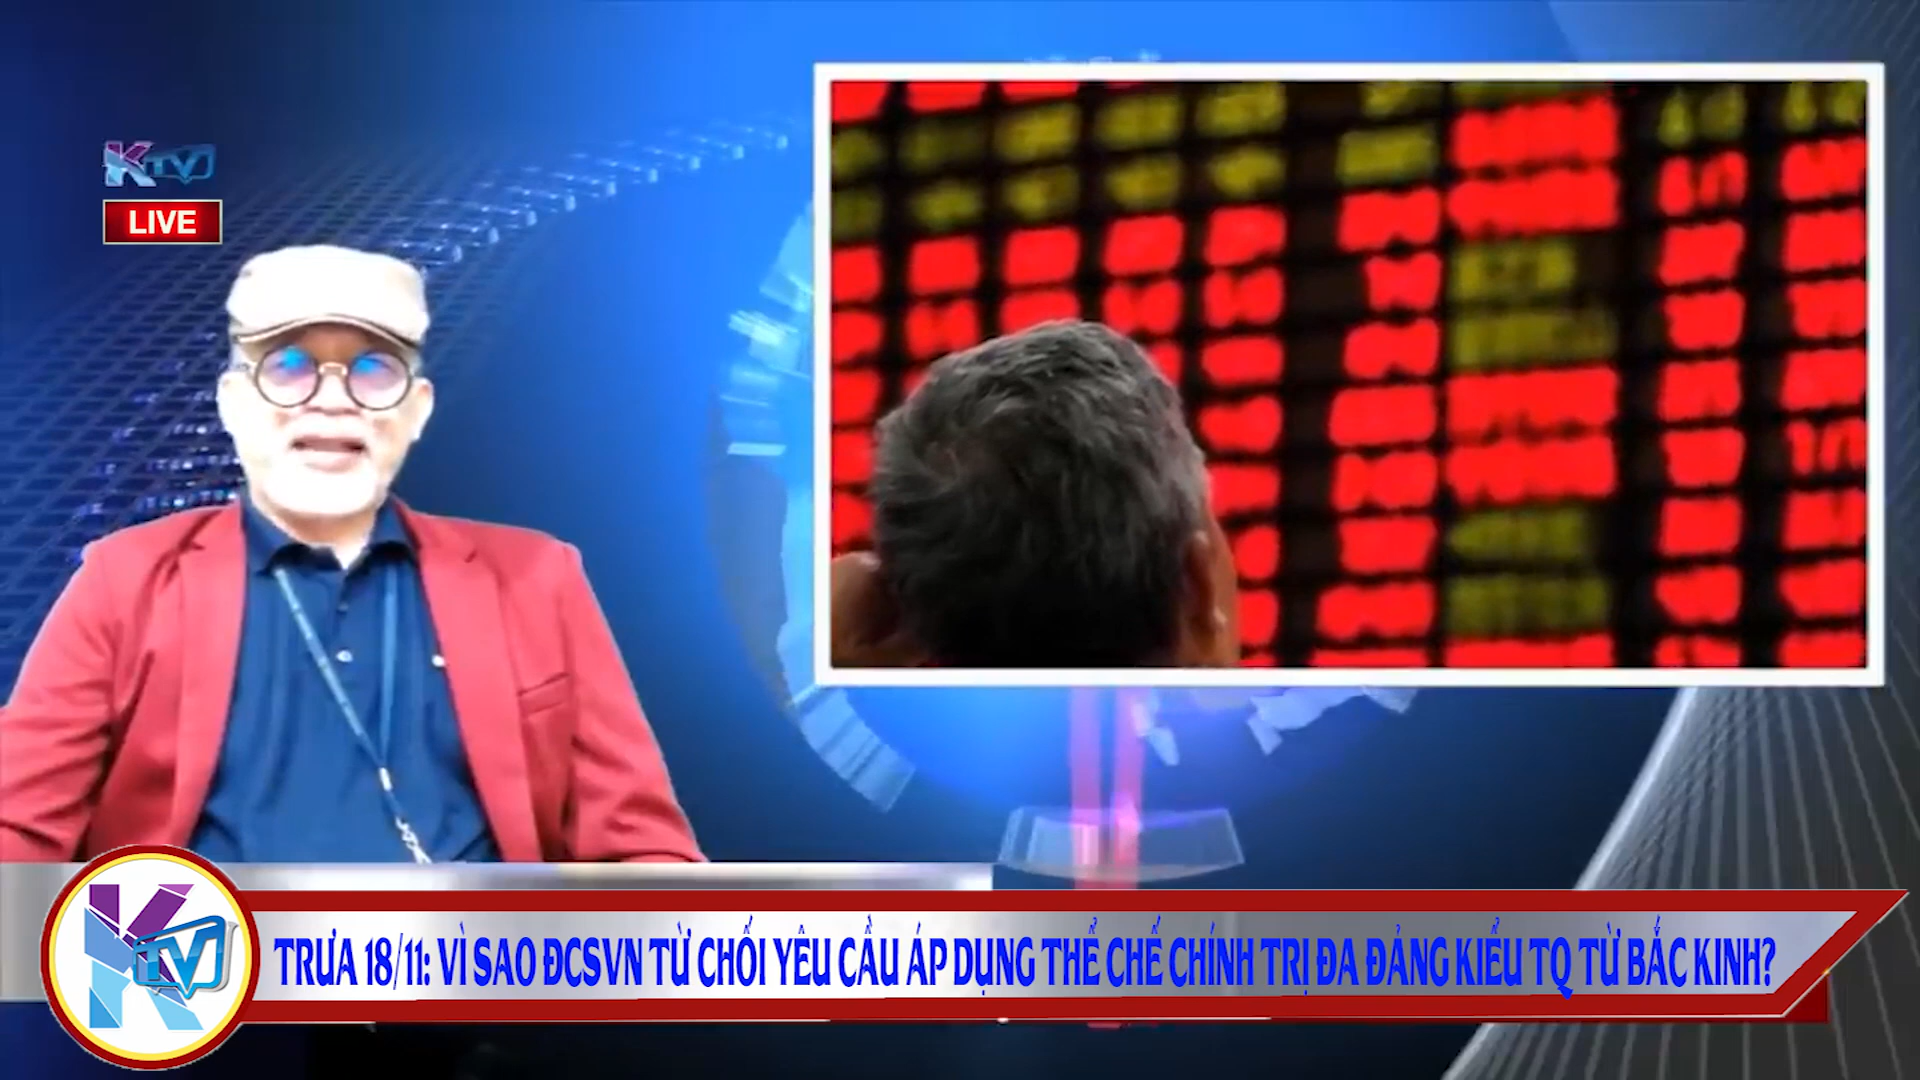 KTV
LIVE
KTV
TRƯA 18/11: VÌ SAO ĐCSVN TỪ CHỐI YÊU CẦU ÁP DỤNG THỂ CHẾ CHÍNH TRỊ ĐA ĐẢNG KIỂU TQ TỪ BẮC KINH?